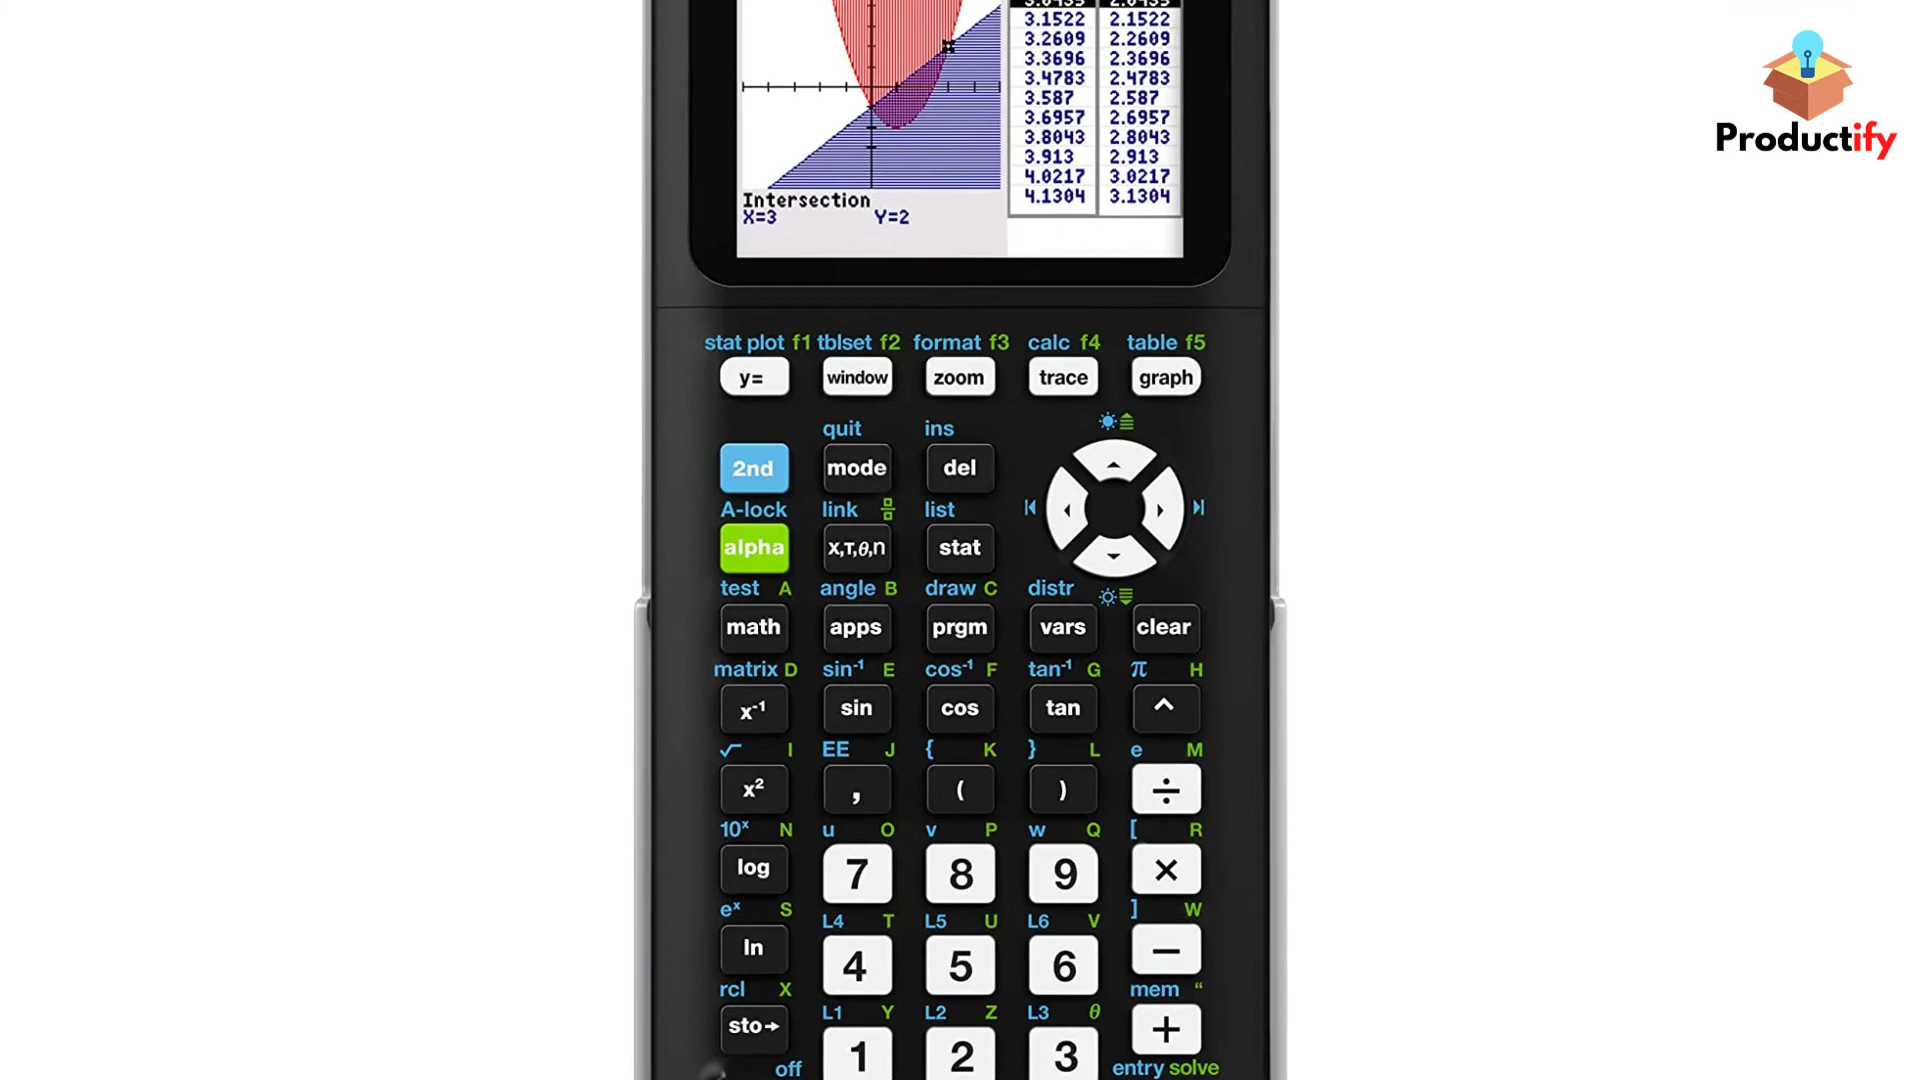 3.0435 2.0435
3.1522 2.1522
3.2609 2.2609
3.3696 2.3696
3.4783 2.4783
3.587 2.587
3.6957 2.6957
3.8043 2.8043
3.913 2.913
4.0217 3.0217
4.1304 3.1304
Intersection
X=3 Y=2
Productify
stat plot f1 tblset f2 format f3 calc f4 table f5
y= window zoom trace graph
quit ins
2nd mode del
A-lock link list
alpha x,T,θ,n stat
test A angle B draw C distr
math apps prgm vars clear
matrix D sin⁻¹ E cos⁻¹ F tan⁻¹ G π H
x⁻¹ sin cos tan ^
√ I EE J { K } L e M
x² , ( ) ÷
10ˣ N u O v P w Q [ R
log 7 8 9 ×
eˣ S L4 T L5 U L6 V ] W
ln 4 5 6 −
rcl X L1 Y L2 Z L3 θ mem “
sto→ 1 2 3 +
off entry solve